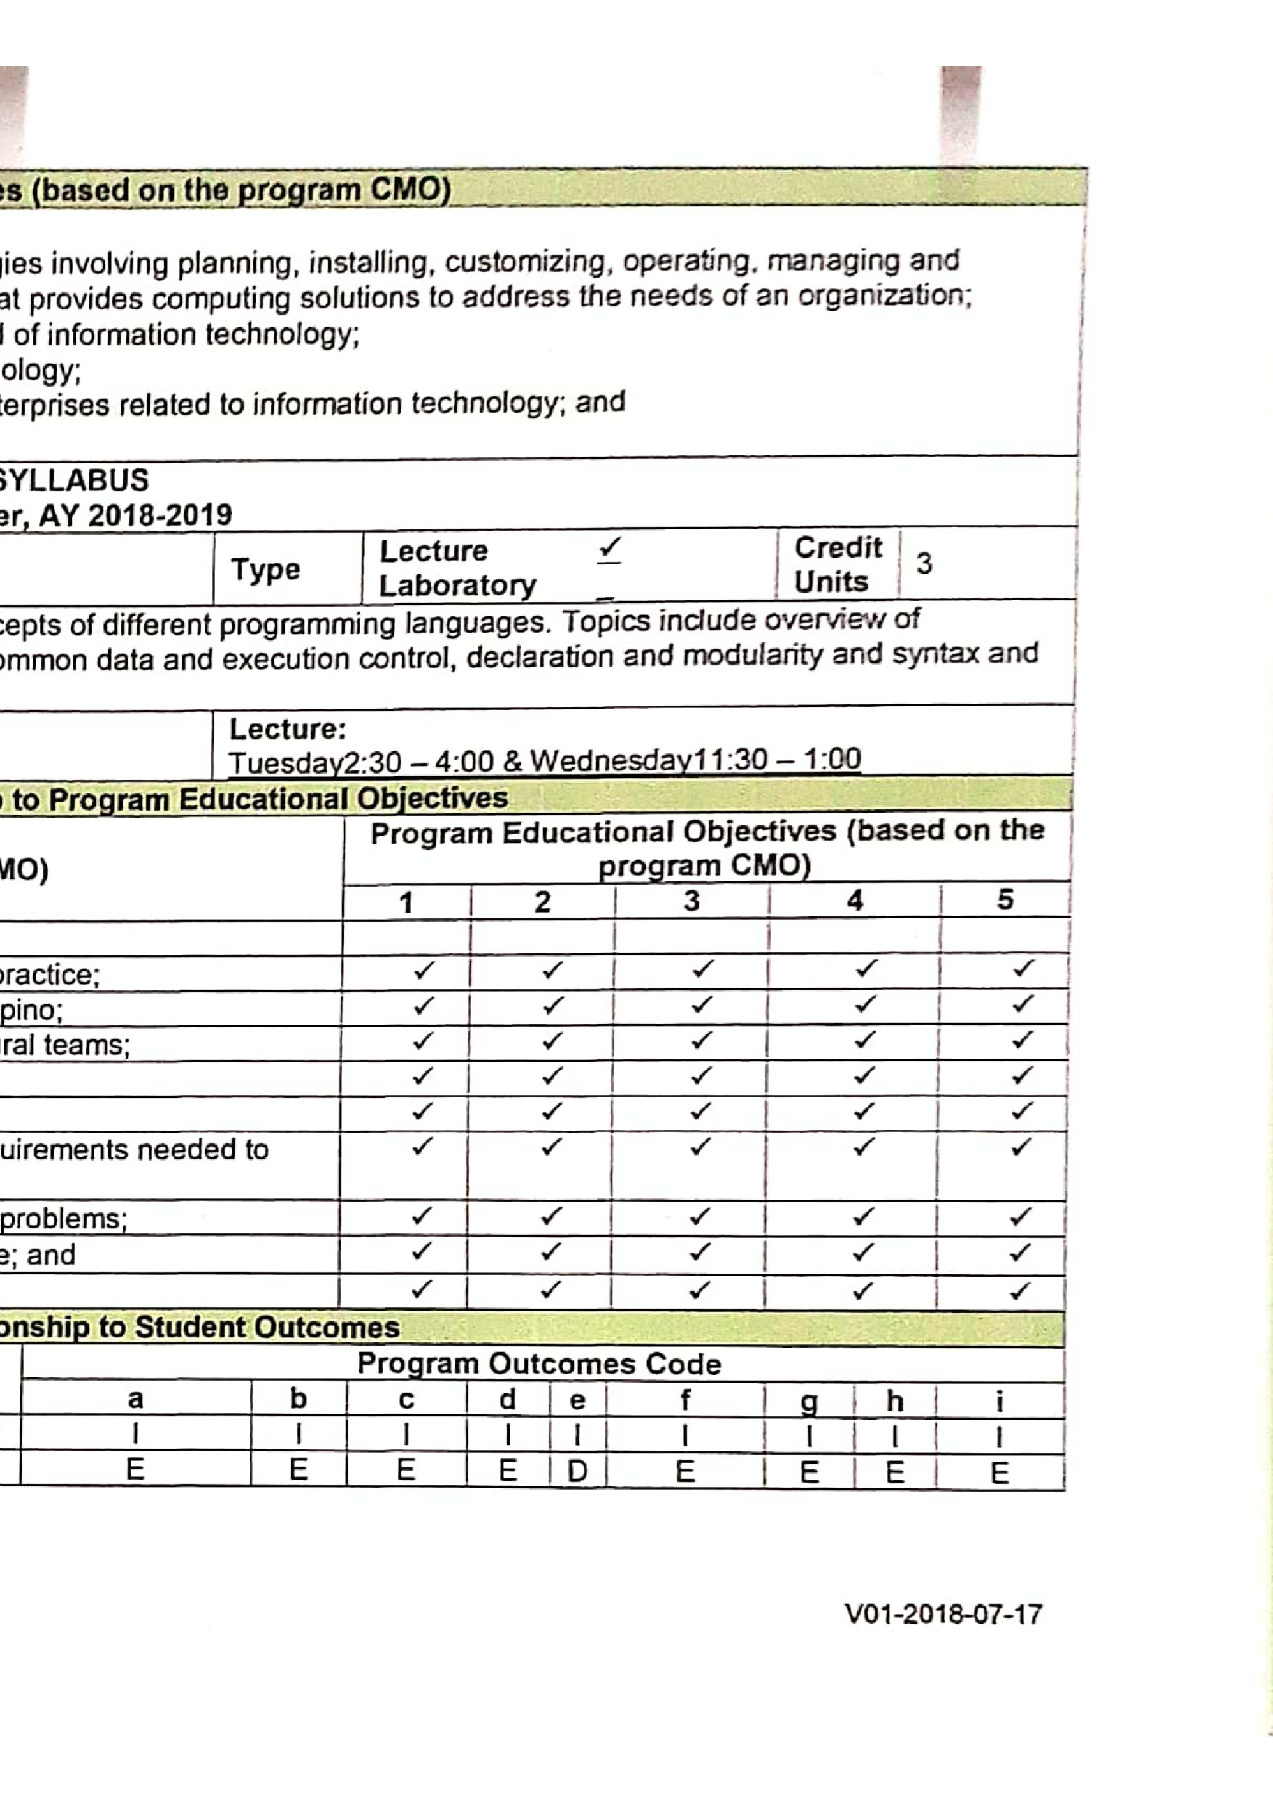 es (based on the program CMO)
gies involving planning, installing, customizing, operating, managing and
at provides computing solutions to address the needs of an organization;
of information technology;
ology;
terprises related to information technology; and
SYLLABUS
er, AY 2018-2019
Type Lecture ✓ Credit 3
Laboratory _ Units
cepts of different programming languages. Topics include overview of
ommon data and execution control, declaration and modularity and syntax and
Lecture:
Tuesday2:30 – 4:00 & Wednesday11:30 – 1:00
to Program Educational Objectives
Program Educational Objectives (based on the
MO) program CMO)
1 2 3 4 5
practice; ✓ ✓ ✓ ✓ ✓
pino; ✓ ✓ ✓ ✓ ✓
ural teams; ✓ ✓ ✓ ✓ ✓
✓ ✓ ✓ ✓ ✓
✓ ✓ ✓ ✓ ✓
uirements needed to ✓ ✓ ✓ ✓ ✓
problems; ✓ ✓ ✓ ✓ ✓
e; and ✓ ✓ ✓ ✓ ✓
✓ ✓ ✓ ✓ ✓
onship to Student Outcomes
Program Outcomes Code
a b c d e f g h i
I I I I I I I I I
E E E E D E E E E
V01-2018-07-17